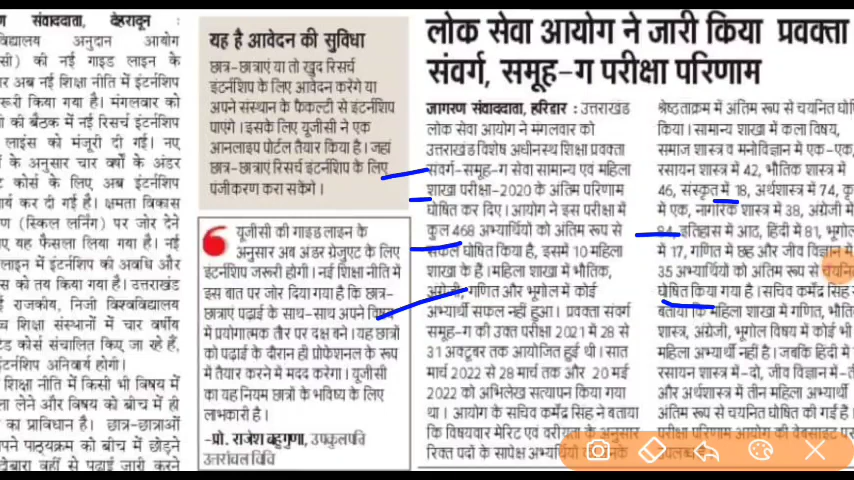 ण संवाददाता, देहरादून :
विद्यालय अनुदान आयोग
सी) की नई गाइड लाइन के
र अब नई शिक्षा नीति में इंटर्नशिप
रूरी किया गया है। मंगलवार को
ी की बैठक में नई रिसर्च इंटर्नशिप
लाइंस को मंजूरी दी गई। नए
के अनुसार चार वर्षों के अंडर
ट कोर्स के लिए अब इंटर्नशिप
ार्य कर दी गई है। क्षमता विकास
ण (स्किल लर्निंग) पर जोर देने
ए यह फैसला लिया गया है। नई
लाइन में इंटर्नशिप की अवधि और
स को तय किया गया है। उत्तराखंड
ई राजकीय, निजी विश्वविद्यालय
च शिक्षा संस्थानों में चार वर्षीय
ट कोर्स संचालित किए जा रहे हैं,
इंटर्नशिप अनिवार्य होगी।
शिक्षा नीति में किसी भी विषय में
ला लेने और विषय को बीच में ही
का प्राविधान है। छात्र-छात्राओं
पने पाठ्यक्रम को बीच में छोड़ने
दोबारा वहीं से पढ़ाई जारी करने
यह है आवेदन की सुविधा
छात्र-छात्राएं या तो खुद रिसर्च
इंटर्नशिप के लिए आवेदन करेंगे या
अपने संस्थान के फैकल्टी से इंटर्नशिप
पाएंगे। इसके लिए यूजीसी ने एक
आनलाइप पोर्टल तैयार किया है। जहां
छात्र-छात्राएं रिसर्च इंटर्नशिप के लिए
पंजीकरण करा सकेंगे।
यूजीसी की गाइड लाइन के
अनुसार अब अंडर ग्रेजुएट के लिए
इंटर्नशिप जरूरी होगी। नई शिक्षा नीति में
इस बात पर जोर दिया गया है कि छात्र-
छात्राएं पढ़ाई के साथ-साथ अपने विषय
में प्रयोगात्मक तौर पर दक्ष बने। यह छात्रों
को पढ़ाई के दौरान ही प्रोफेशनल के रूप
में तैयार करने में मदद करेगा। यूजीसी
का यह नियम छात्रों के भविष्य के लिए
लाभकारी है।
-प्रो. राजेश बहुगुणा, उपकुलपति
उतरांचल विवि
लोक सेवा आयोग ने जारी किया प्रवक्ता
संवर्ग, समूह-ग परीक्षा परिणाम
जागरण संवाददाता, हरिद्वार : उत्तराखंड
लोक सेवा आयोग ने मंगलवार को
उत्तराखंड विशेष अधीनस्थ शिक्षा प्रवक्ता
संवर्ग-समूह-ग सेवा सामान्य एवं महिला
शाखा परीक्षा-2020 के अंतिम परिणाम
घोषित कर दिए। आयोग ने इस परीक्षा में
कुल 468 अभ्यर्थियों को अंतिम रूप से
सफल घोषित किया है, इसमें 10 महिला
शाखा के है। महिला शाखा में भौतिक,
अंग्रेजी, गणित और भूगोल में कोई
अभ्यर्थी सफल नहीं हुआ। प्रवक्ता संवर्ग
समूह-ग की उक्त परीक्षा 2021 में 28 से
31 अक्टूबर तक आयोजित हुई थी। सात
मार्च 2022 से 28 मार्च तक और 20 मई
2022 को अभिलेख सत्यापन किया गया
था। आयोग के सचिव कर्मेंद्र सिंह ने बताया
कि विषयवार मेरिट एवं वरीयता के अनुसार
रिक्त पदों के सापेक्ष अभ्यर्थियों
श्रेष्ठताक्रम में अंतिम रूप से चयनित घोषि
किया। सामान्य शाखा में कला विषय,
समाज शास्त्र व मनोविज्ञान में एक-एक,
रसायन शास्त्र में 42, भौतिक शास्त्र में
46, संस्कृत में 18, अर्थशास्त्र में 74, कृ
में एक, नागरिक शास्त्र में 38, अंग्रेजी में
84, इतिहास में आठ, हिंदी में 81, भूगोल
में 17, गणित में छह और जीव विज्ञान में
35 अभ्यर्थियों को अंतिम रूप से चयनित
घोषित किया गया है। सचिव कर्मेंद्र सिंह न
बताया कि महिला शाखा में गणित, भौति
शास्त्र, अंग्रेजी, भूगोल विषय में कोई भी
महिला अभ्यर्थी नहीं है। जबकि हिंदी में
रसायन शास्त्र में-दो, जीव विज्ञान में-ती
और अर्थशास्त्र में तीन महिला अभ्यर्थी
अंतिम रूप से चयनित घोषित की गई है।
परीक्षा परिणाम आयोग की वेबसाइट पर